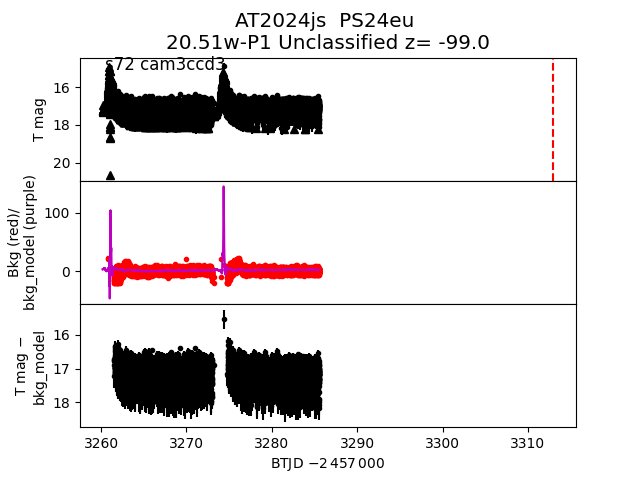 AT2024js  PS24eu
20.51w-P1 Unclassified z= -99.0
s72 cam3ccd3
T mag
16
18
20
Bkg (red)/
bkg_model (purple)
100
0
T mag −
bkg_model
16
17
18
3260
3270
3280
3290
3300
3310
BTJD −2 457 000